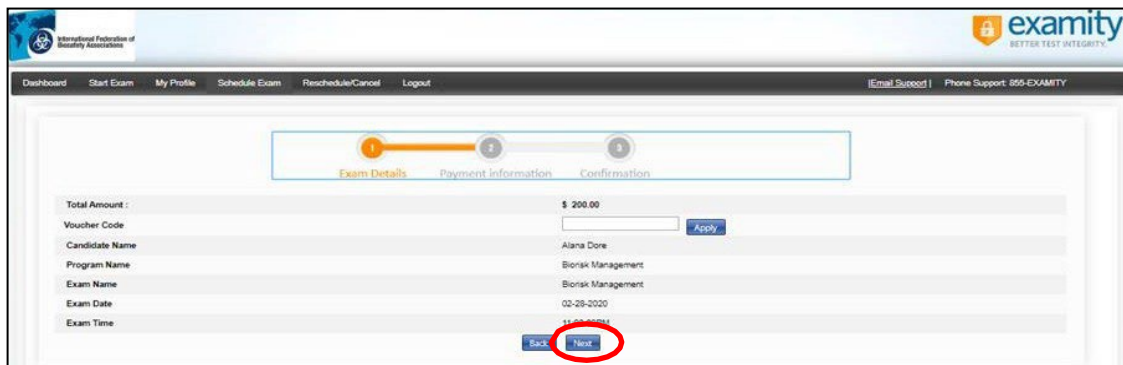 International Federation of
Biosafety Associations
examity
BETTER TEST INTEGRITY.
Dashboard Start Exam My Profile Schedule Exam Reschedule/Cancel Logout |Email Support | Phone Support: 855-EXAMITY
1 2 3
Exam Details Payment information Confirmation
Total Amount : $ 200.00
Voucher Code Apply
Candidate Name Alana Dore
Program Name Biorisk Management
Exam Name Biorisk Management
Exam Date 02-28-2020
Exam Time
Back Next